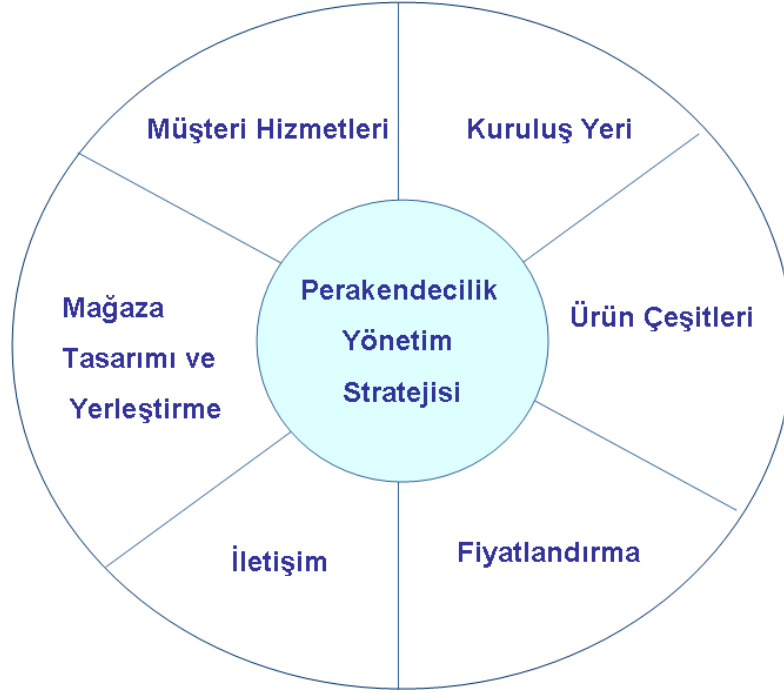 Müşteri Hizmetleri
Kuruluş Yeri
Perakendecilik
Yönetim
Stratejisi
Ürün Çeşitleri
Mağaza
Tasarımı ve
Yerleştirme
İletişim
Fiyatlandırma